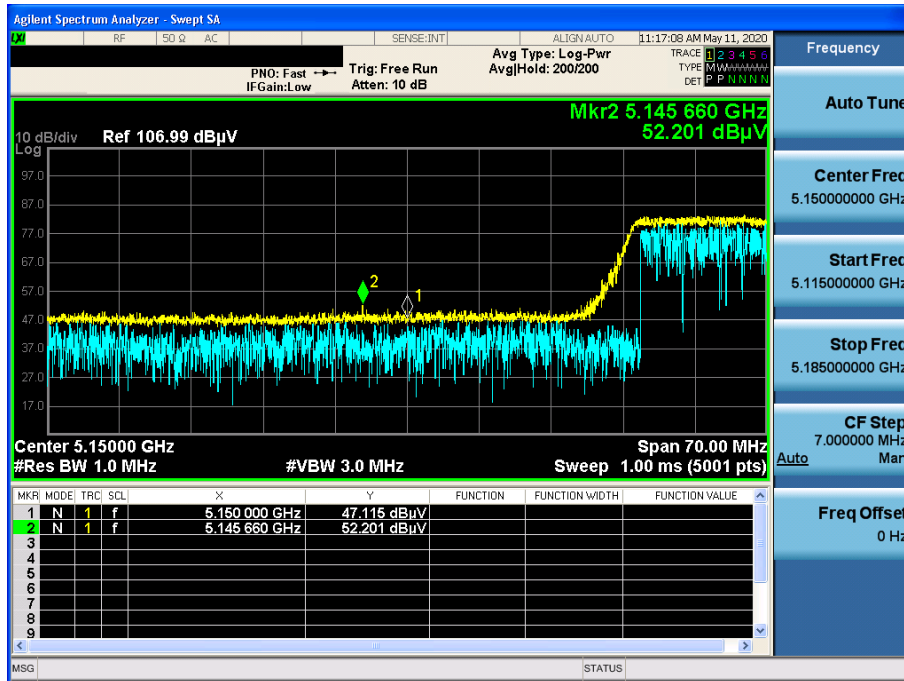 Agilent Spectrum Analyzer - Swept SA
LXI RF 50 Ω AC SENSE:INT ALIGN AUTO 11:17:08 AM May 11, 2020
PNO: Fast Trig: Free Run Avg Type: Log-Pwr TRACE 1 2 3 4 5 6
IFGain:Low Atten: 10 dB Avg|Hold: 200/200 TYPE M
DET P P N N N N
Frequency
Auto Tune
Center Freq
5.150000000 GHz
Start Freq
5.115000000 GHz
Stop Freq
5.185000000 GHz
CF Step
7.000000 MHz
Auto Man
Freq Offset
0 Hz
Mkr2 5.145 660 GHz
52.201 dBµV
10 dB/div Ref 106.99 dBµV
Log
97.0
87.0
77.0
67.0
57.0
47.0
37.0
27.0
17.0
2
1
Center 5.15000 GHz Span 70.00 MHz
#Res BW 1.0 MHz #VBW 3.0 MHz Sweep 1.00 ms (5001 pts)
MKR MODE TRC SCL X Y FUNCTION FUNCTION WIDTH FUNCTION VALUE
1 N 1 f 5.150 000 GHz 47.115 dBµV
2 N 1 f 5.145 660 GHz 52.201 dBµV
3
4
5
6
7
8
9
MSG STATUS